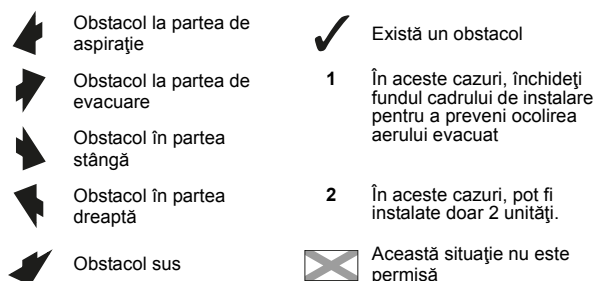 Obstacol la partea de
aspiraţie
Obstacol la partea de
evacuare
Obstacol în partea
stângă
Obstacol în partea
dreaptă
Obstacol sus
Există un obstacol
1 În aceste cazuri, închideţi
fundul cadrului de instalare
pentru a preveni ocolirea
aerului evacuat
2 În aceste cazuri, pot fi
instalate doar 2 unităţi.
Această situaţie nu este
permisă